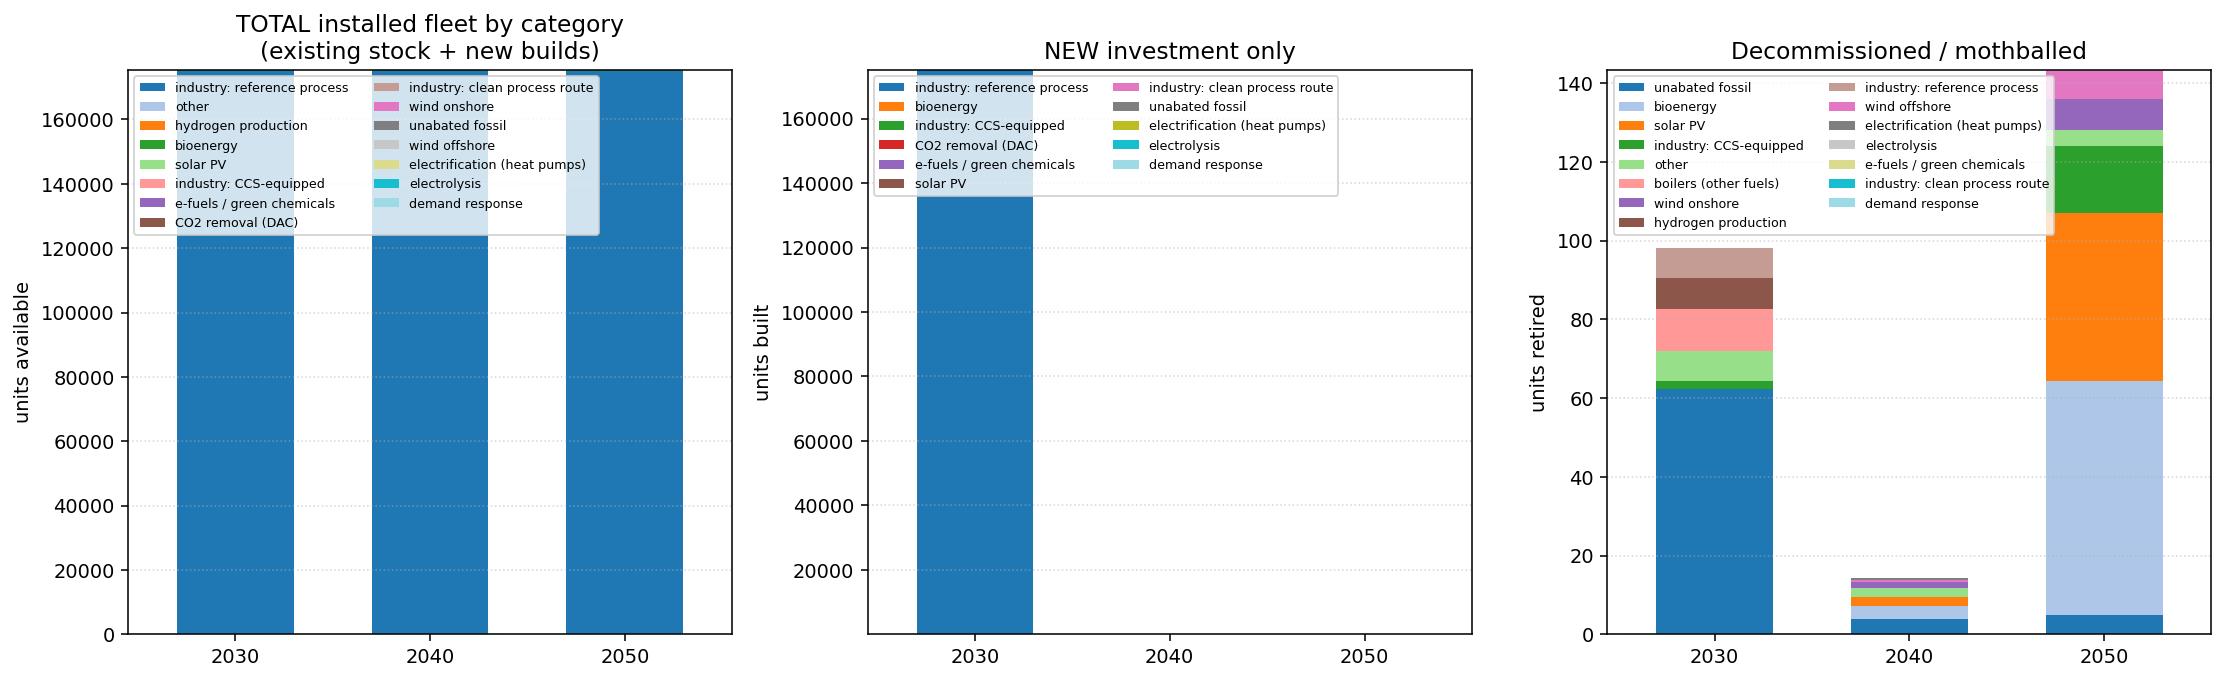 TOTAL installed fleet by category
(existing stock + new builds)
units available
160000
140000
120000
100000
80000
60000
40000
20000
0
industry: reference process
other
hydrogen production
bioenergy
solar PV
industry: CCS-equipped
e-fuels / green chemicals
CO2 removal (DAC)
industry: clean process route
wind onshore
unabated fossil
wind offshore
electrification (heat pumps)
electrolysis
demand response
2030
2040
2050
NEW investment only
units built
160000
140000
120000
100000
80000
60000
40000
20000
industry: reference process
bioenergy
industry: CCS-equipped
CO2 removal (DAC)
e-fuels / green chemicals
solar PV
industry: clean process route
unabated fossil
electrification (heat pumps)
electrolysis
demand response
2030
2040
2050
Decommissioned / mothballed
units retired
140
120
100
80
60
40
20
0
unabated fossil
bioenergy
solar PV
industry: CCS-equipped
other
boilers (other fuels)
wind onshore
hydrogen production
industry: reference process
wind offshore
electrification (heat pumps)
electrolysis
e-fuels / green chemicals
industry: clean process route
demand response
2030
2040
2050